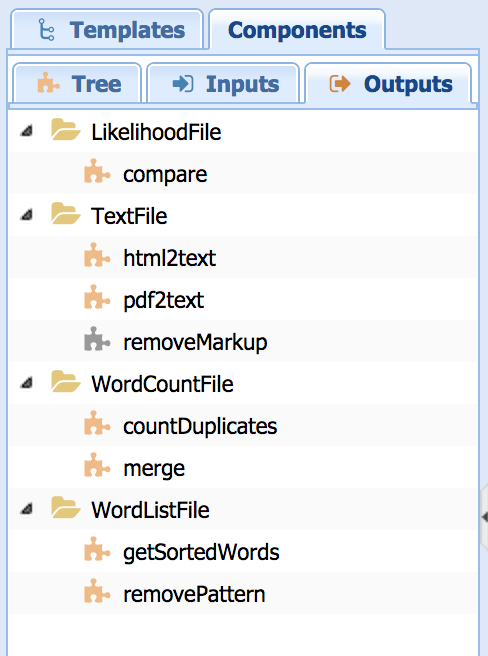 Templates Components
Tree Inputs Outputs
LikelihoodFile
compare
TextFile
html2text
pdf2text
removeMarkup
WordCountFile
countDuplicates
merge
WordListFile
getSortedWords
removePattern